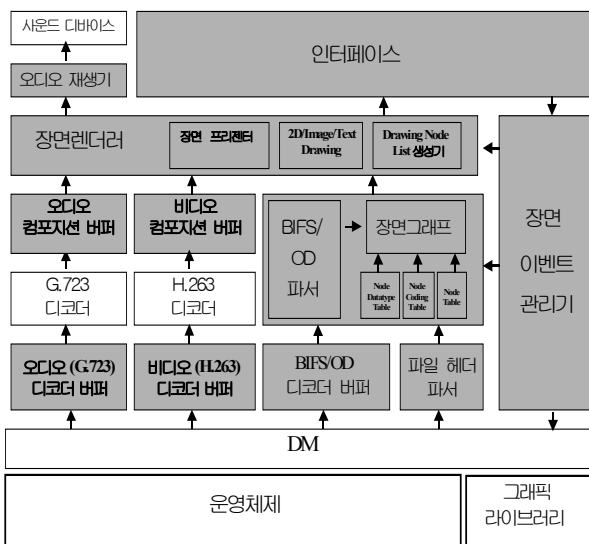 사운드 디바이스
인터페이스
오디오 재생기
장면렌더러
장면 프리젠터
2D/Image/Text
Drawing
Drawing Node
List 생성기
오디오
컴포지션 버퍼
비디오
컴포지션 버퍼
BIFS/
OD
파서
장면그래프
Node
Datatype
Table
Node
Coding
Table
Node
Table
장면
이벤트
관리기
G.723
디코더
H.263
디코더
오디오 (G.723)
디코더 버퍼
비디오 (H.263)
디코더 버퍼
BIFS/OD
디코더 버퍼
파일 헤더
파서
DM
운영체제
그래픽
라이브러리